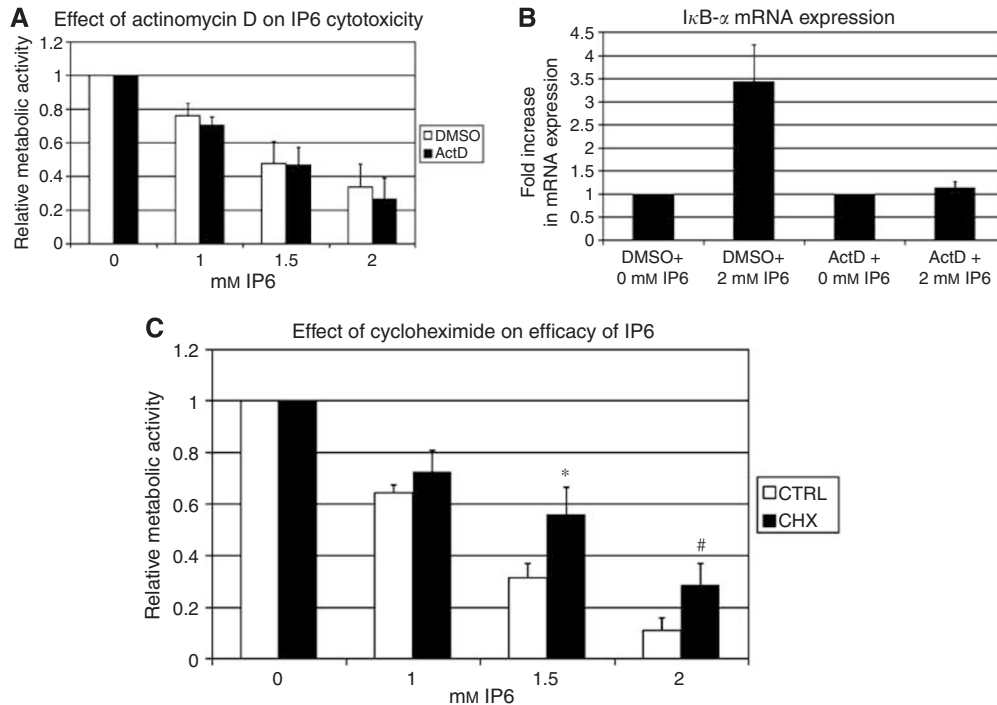 A
Effect of actinomycin D on IP6 cytotoxicity
Relative metabolic activity
1.2
1
0.8
0.6
0.4
0.2
0
0
1
1.5
2
mM IP6
DMSO
ActD
B
IκB-α mRNA expression
Fold increase
in mRNA expression
4.5
4
3.5
3
2.5
2
1.5
1
0.5
0
DMSO+
0 mM IP6
DMSO+
2 mM IP6
ActD +
0 mM IP6
ActD +
2 mM IP6
C
Effect of cycloheximide on efficacy of IP6
Relative metabolic activity
1.2
1
0.8
0.6
0.4
0.2
0
*
#
0
1
1.5
2
mM IP6
CTRL
CHX